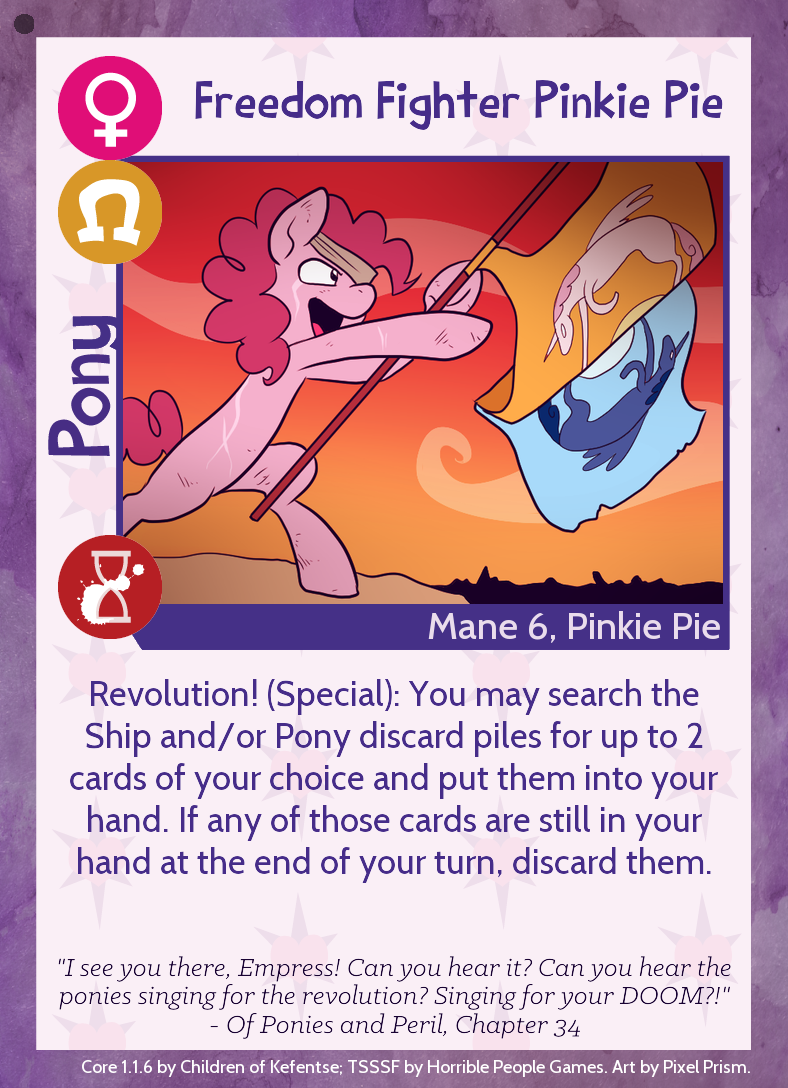 Freedom Fighter Pinkie Pie
Pony
Mane 6, Pinkie Pie
Revolution! (Special): You may search the
Ship and/or Pony discard piles for up to 2
cards of your choice and put them into your
hand. If any of those cards are still in your
hand at the end of your turn, discard them.
"I see you there, Empress! Can you hear it? Can you hear the
ponies singing for the revolution? Singing for your DOOM?!"
- Of Ponies and Peril, Chapter 34
Core 1.1.6 by Children of Kefentse; TSSSF by Horrible People Games. Art by Pixel Prism.